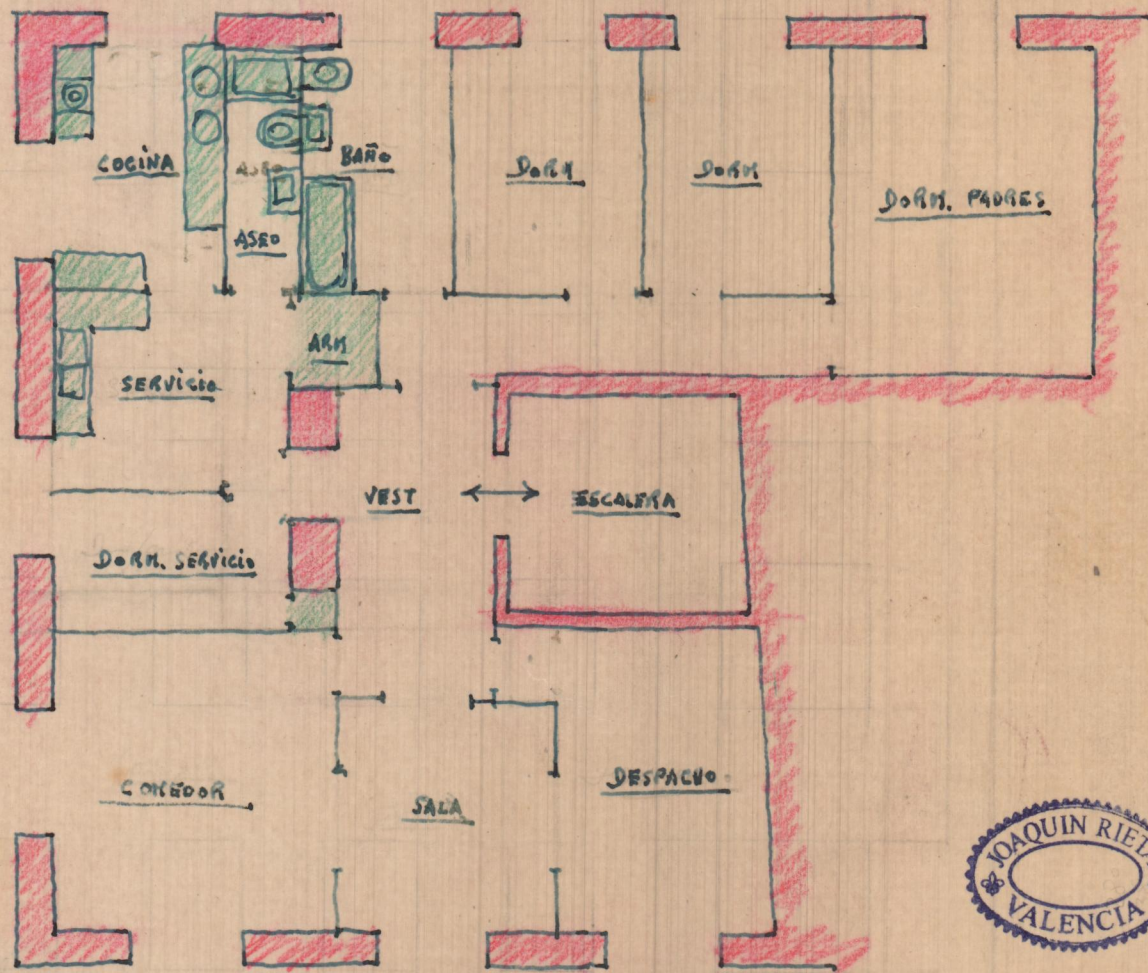 COCINA
BAÑO
ASEO
ASEO
DORM
DORM
DORM. PADRES
ARM
SERVICIO
VEST
ESCALERA
DORM. SERVICIO
COMEDOR
SALA
DESPACHO
JOAQUIN RIETA
VALENCIA